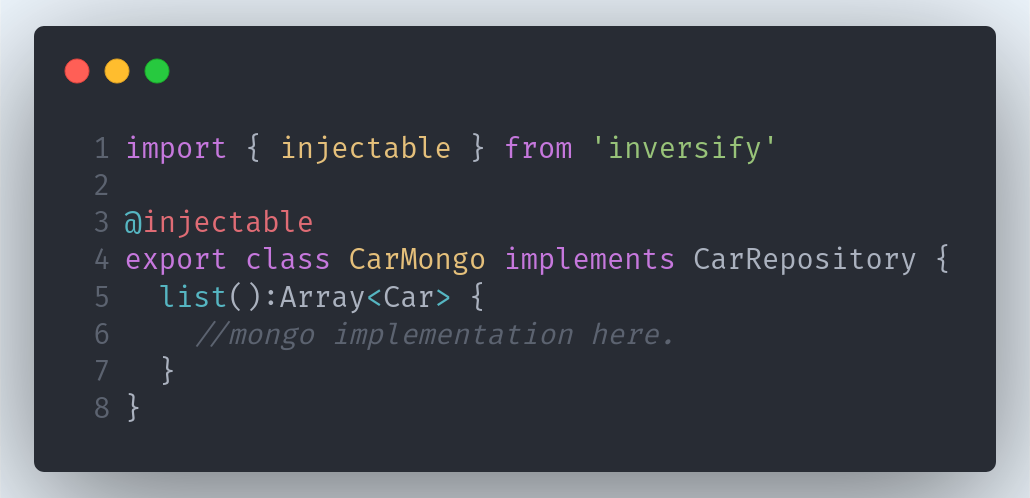 1 import { injectable } from 'inversify'
2
3 @injectable
4 export class CarMongo implements CarRepository {
5   list():Array<Car> {
6     //mongo implementation here.
7   }
8 }